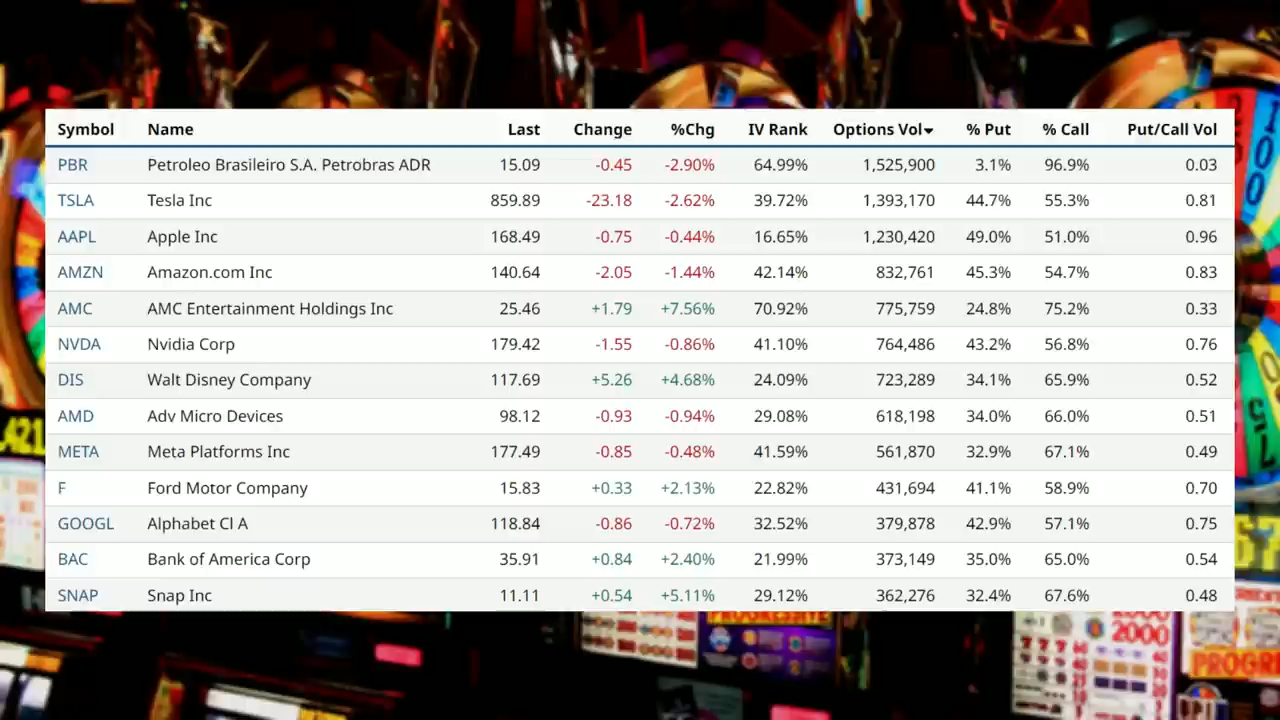 Symbol Name Last Change %Chg IV Rank Options Vol % Put % Call Put/Call Vol
PBR Petroleo Brasileiro S.A. Petrobras ADR 15.09 -0.45 -2.90% 64.99% 1,525,900 3.1% 96.9% 0.03
TSLA Tesla Inc 859.89 -23.18 -2.62% 39.72% 1,393,170 44.7% 55.3% 0.81
AAPL Apple Inc 168.49 -0.75 -0.44% 16.65% 1,230,420 49.0% 51.0% 0.96
AMZN Amazon.com Inc 140.64 -2.05 -1.44% 42.14% 832,761 45.3% 54.7% 0.83
AMC AMC Entertainment Holdings Inc 25.46 +1.79 +7.56% 70.92% 775,759 24.8% 75.2% 0.33
NVDA Nvidia Corp 179.42 -1.55 -0.86% 41.10% 764,486 43.2% 56.8% 0.76
DIS Walt Disney Company 117.69 +5.26 +4.68% 24.09% 723,289 34.1% 65.9% 0.52
AMD Adv Micro Devices 98.12 -0.93 -0.94% 29.08% 618,198 34.0% 66.0% 0.51
META Meta Platforms Inc 177.49 -0.85 -0.48% 41.59% 561,870 32.9% 67.1% 0.49
F Ford Motor Company 15.83 +0.33 +2.13% 22.82% 431,694 41.1% 58.9% 0.70
GOOGL Alphabet Cl A 118.84 -0.86 -0.72% 32.52% 379,878 42.9% 57.1% 0.75
BAC Bank of America Corp 35.91 +0.84 +2.40% 21.99% 373,149 35.0% 65.0% 0.54
SNAP Snap Inc 11.11 +0.54 +5.11% 29.12% 362,276 32.4% 67.6% 0.48
2000